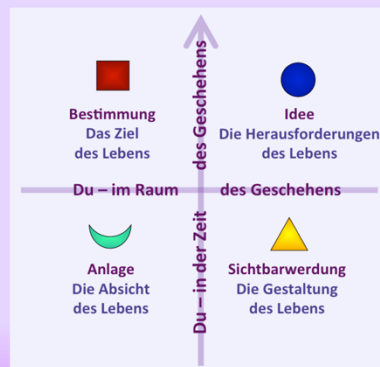 Bestimmung
Das Ziel
des Lebens
Idee
Die Herausforderungen
des Lebens
Du – im Raum des Geschehens
Du – in der Zeit des Geschehens
Anlage
Die Absicht
des Lebens
Sichtbarwerdung
Die Gestaltung
des Lebens